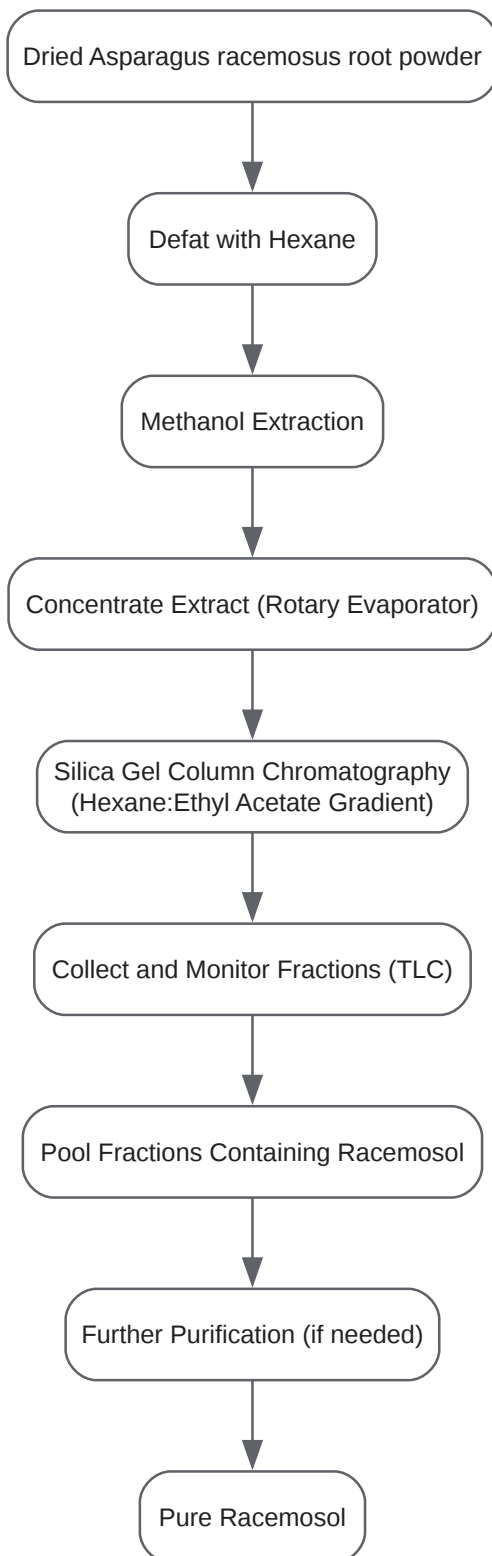 Dried Asparagus racemosus root powder
Defat with Hexane
Methanol Extraction
Concentrate Extract (Rotary Evaporator)
Silica Gel Column Chromatography
(Hexane:Ethyl Acetate Gradient)
Collect and Monitor Fractions (TLC)
Pool Fractions Containing Racemosol
Further Purification (if needed)
Pure Racemosol